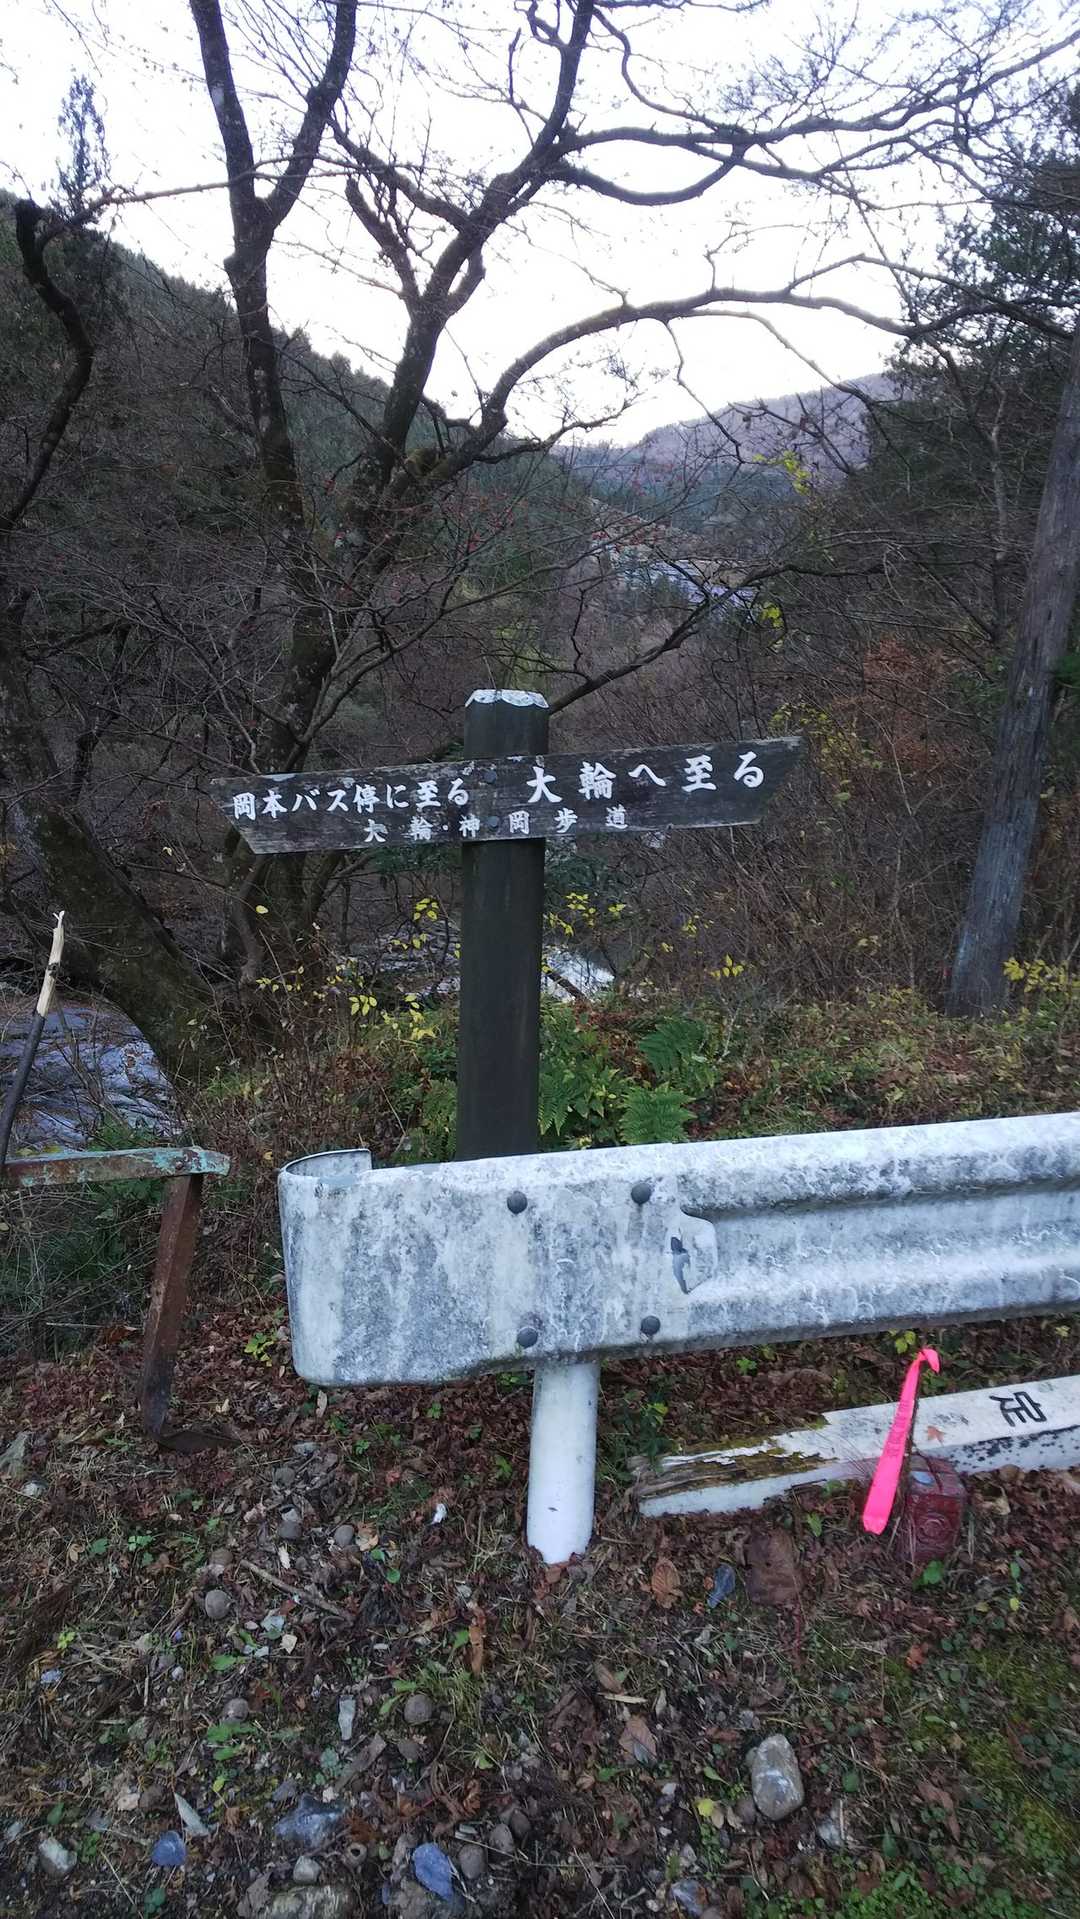 岡本バス停に至る 大輪へ至る
大輪・神岡歩道
定